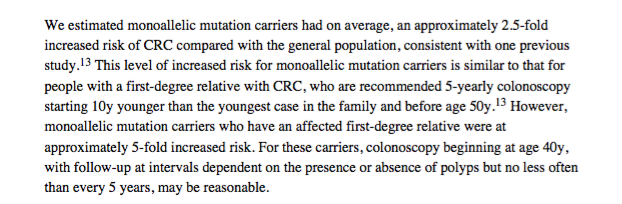 We estimated monoallelic mutation carriers had on average, an approximately 2.5-fold
increased risk of CRC compared with the general population, consistent with one previous
study.13 This level of increased risk for monoallelic mutation carriers is similar to that for
people with a first-degree relative with CRC, who are recommended 5-yearly colonoscopy
starting 10y younger than the youngest case in the family and before age 50y.13 However,
monoallelic mutation carriers who have an affected first-degree relative were at
approximately 5-fold increased risk. For these carriers, colonoscopy beginning at age 40y,
with follow-up at intervals dependent on the presence or absence of polyps but no less often
than every 5 years, may be reasonable.